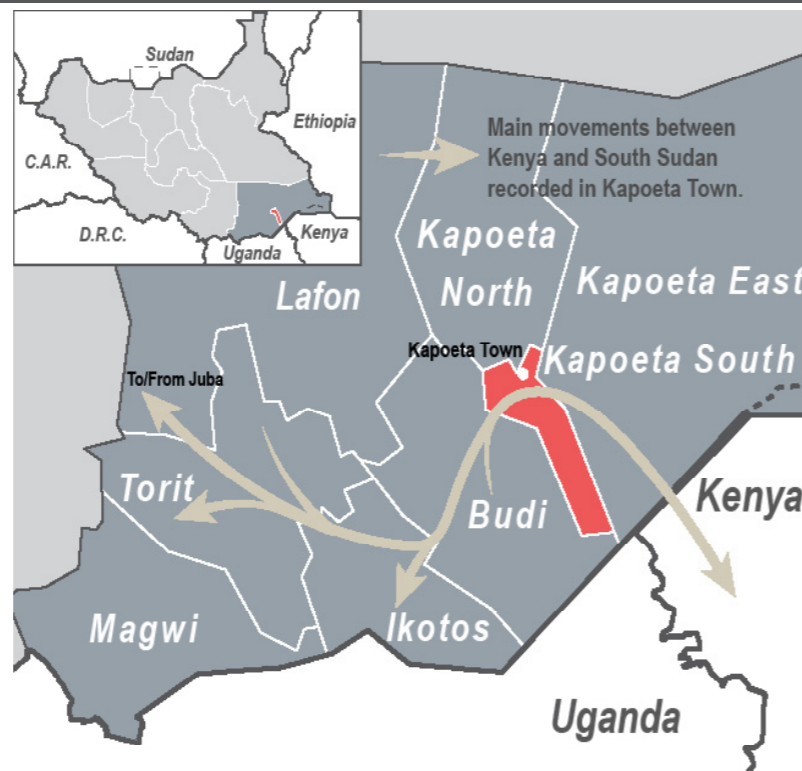 Sudan
Ethiopia
C.A.R.
D.R.C.
Uganda
Kenya
Main movements between
Kenya and South Sudan
recorded in Kapoeta Town.
Kapoeta
North
Kapoeta East
Lafon
Kapoeta Town
Kapoeta South
To/From Juba
Torit
Budi
Kenya
Magwi
Ikotos
Uganda